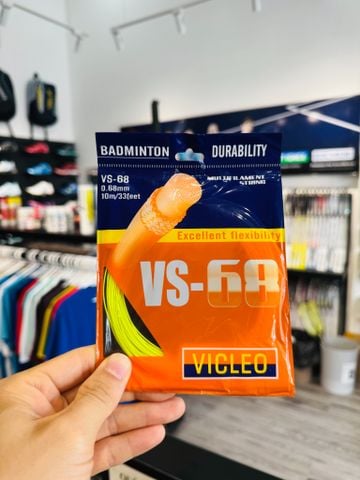 BADMINTON DURABILITY
VS-68
0.68mm
10m/33feet
MULTIFILAMENT
STRING
Excellent flexibility
VS-68
VICLEO